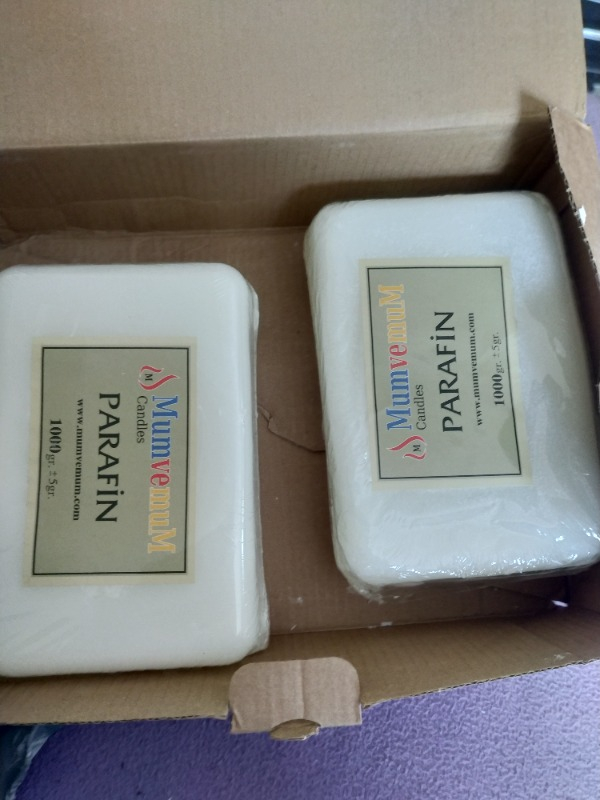 M
MumvemuM
Candles
PARAFİN
www.mumvemum.com
1000gr. ± 5gr.
M
MumvemuM
Candles
PARAFİN
www.mumvemum.com
1000gr. ± 5gr.